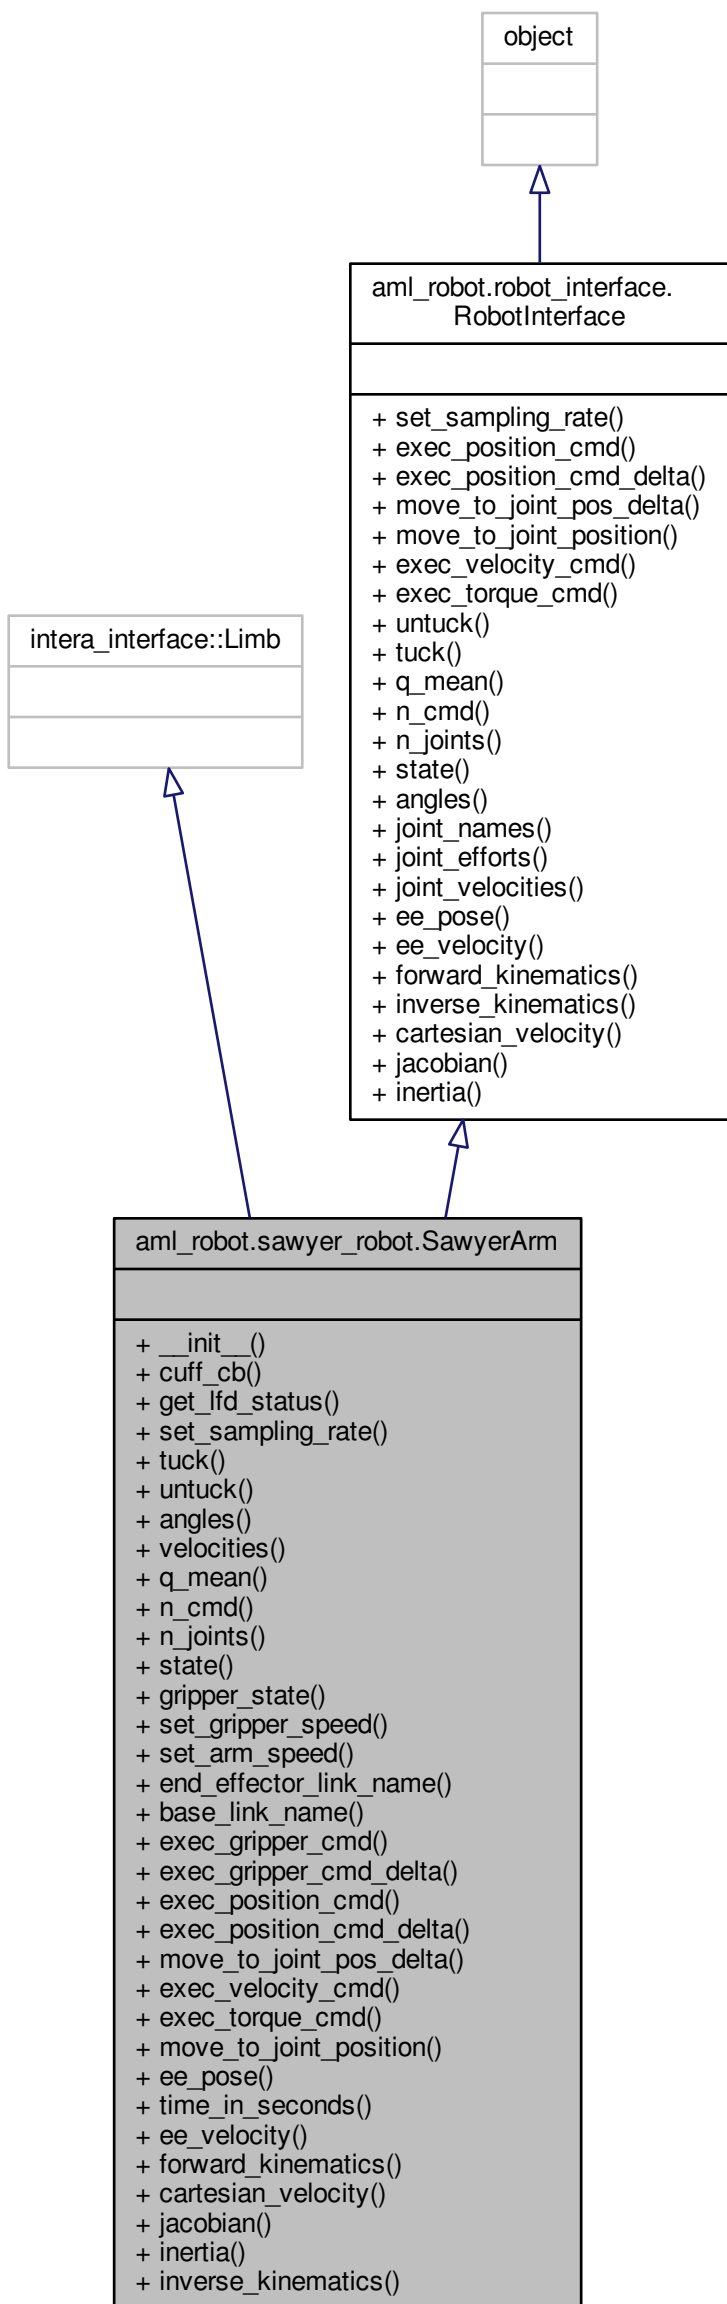 object
aml_robot.robot_interface.
RobotInterface
+ set_sampling_rate()
+ exec_position_cmd()
+ exec_position_cmd_delta()
+ move_to_joint_pos_delta()
+ move_to_joint_position()
+ exec_velocity_cmd()
+ exec_torque_cmd()
+ untuck()
+ tuck()
+ q_mean()
+ n_cmd()
+ n_joints()
+ state()
+ angles()
+ joint_names()
+ joint_efforts()
+ joint_velocities()
+ ee_pose()
+ ee_velocity()
+ forward_kinematics()
+ inverse_kinematics()
+ cartesian_velocity()
+ jacobian()
+ inertia()
intera_interface::Limb
aml_robot.sawyer_robot.SawyerArm
+ __init__()
+ cuff_cb()
+ get_lfd_status()
+ set_sampling_rate()
+ tuck()
+ untuck()
+ angles()
+ velocities()
+ q_mean()
+ n_cmd()
+ n_joints()
+ state()
+ gripper_state()
+ set_gripper_speed()
+ set_arm_speed()
+ end_effector_link_name()
+ base_link_name()
+ exec_gripper_cmd()
+ exec_gripper_cmd_delta()
+ exec_position_cmd()
+ exec_position_cmd_delta()
+ move_to_joint_pos_delta()
+ exec_velocity_cmd()
+ exec_torque_cmd()
+ move_to_joint_position()
+ ee_pose()
+ time_in_seconds()
+ ee_velocity()
+ forward_kinematics()
+ cartesian_velocity()
+ jacobian()
+ inertia()
+ inverse_kinematics()